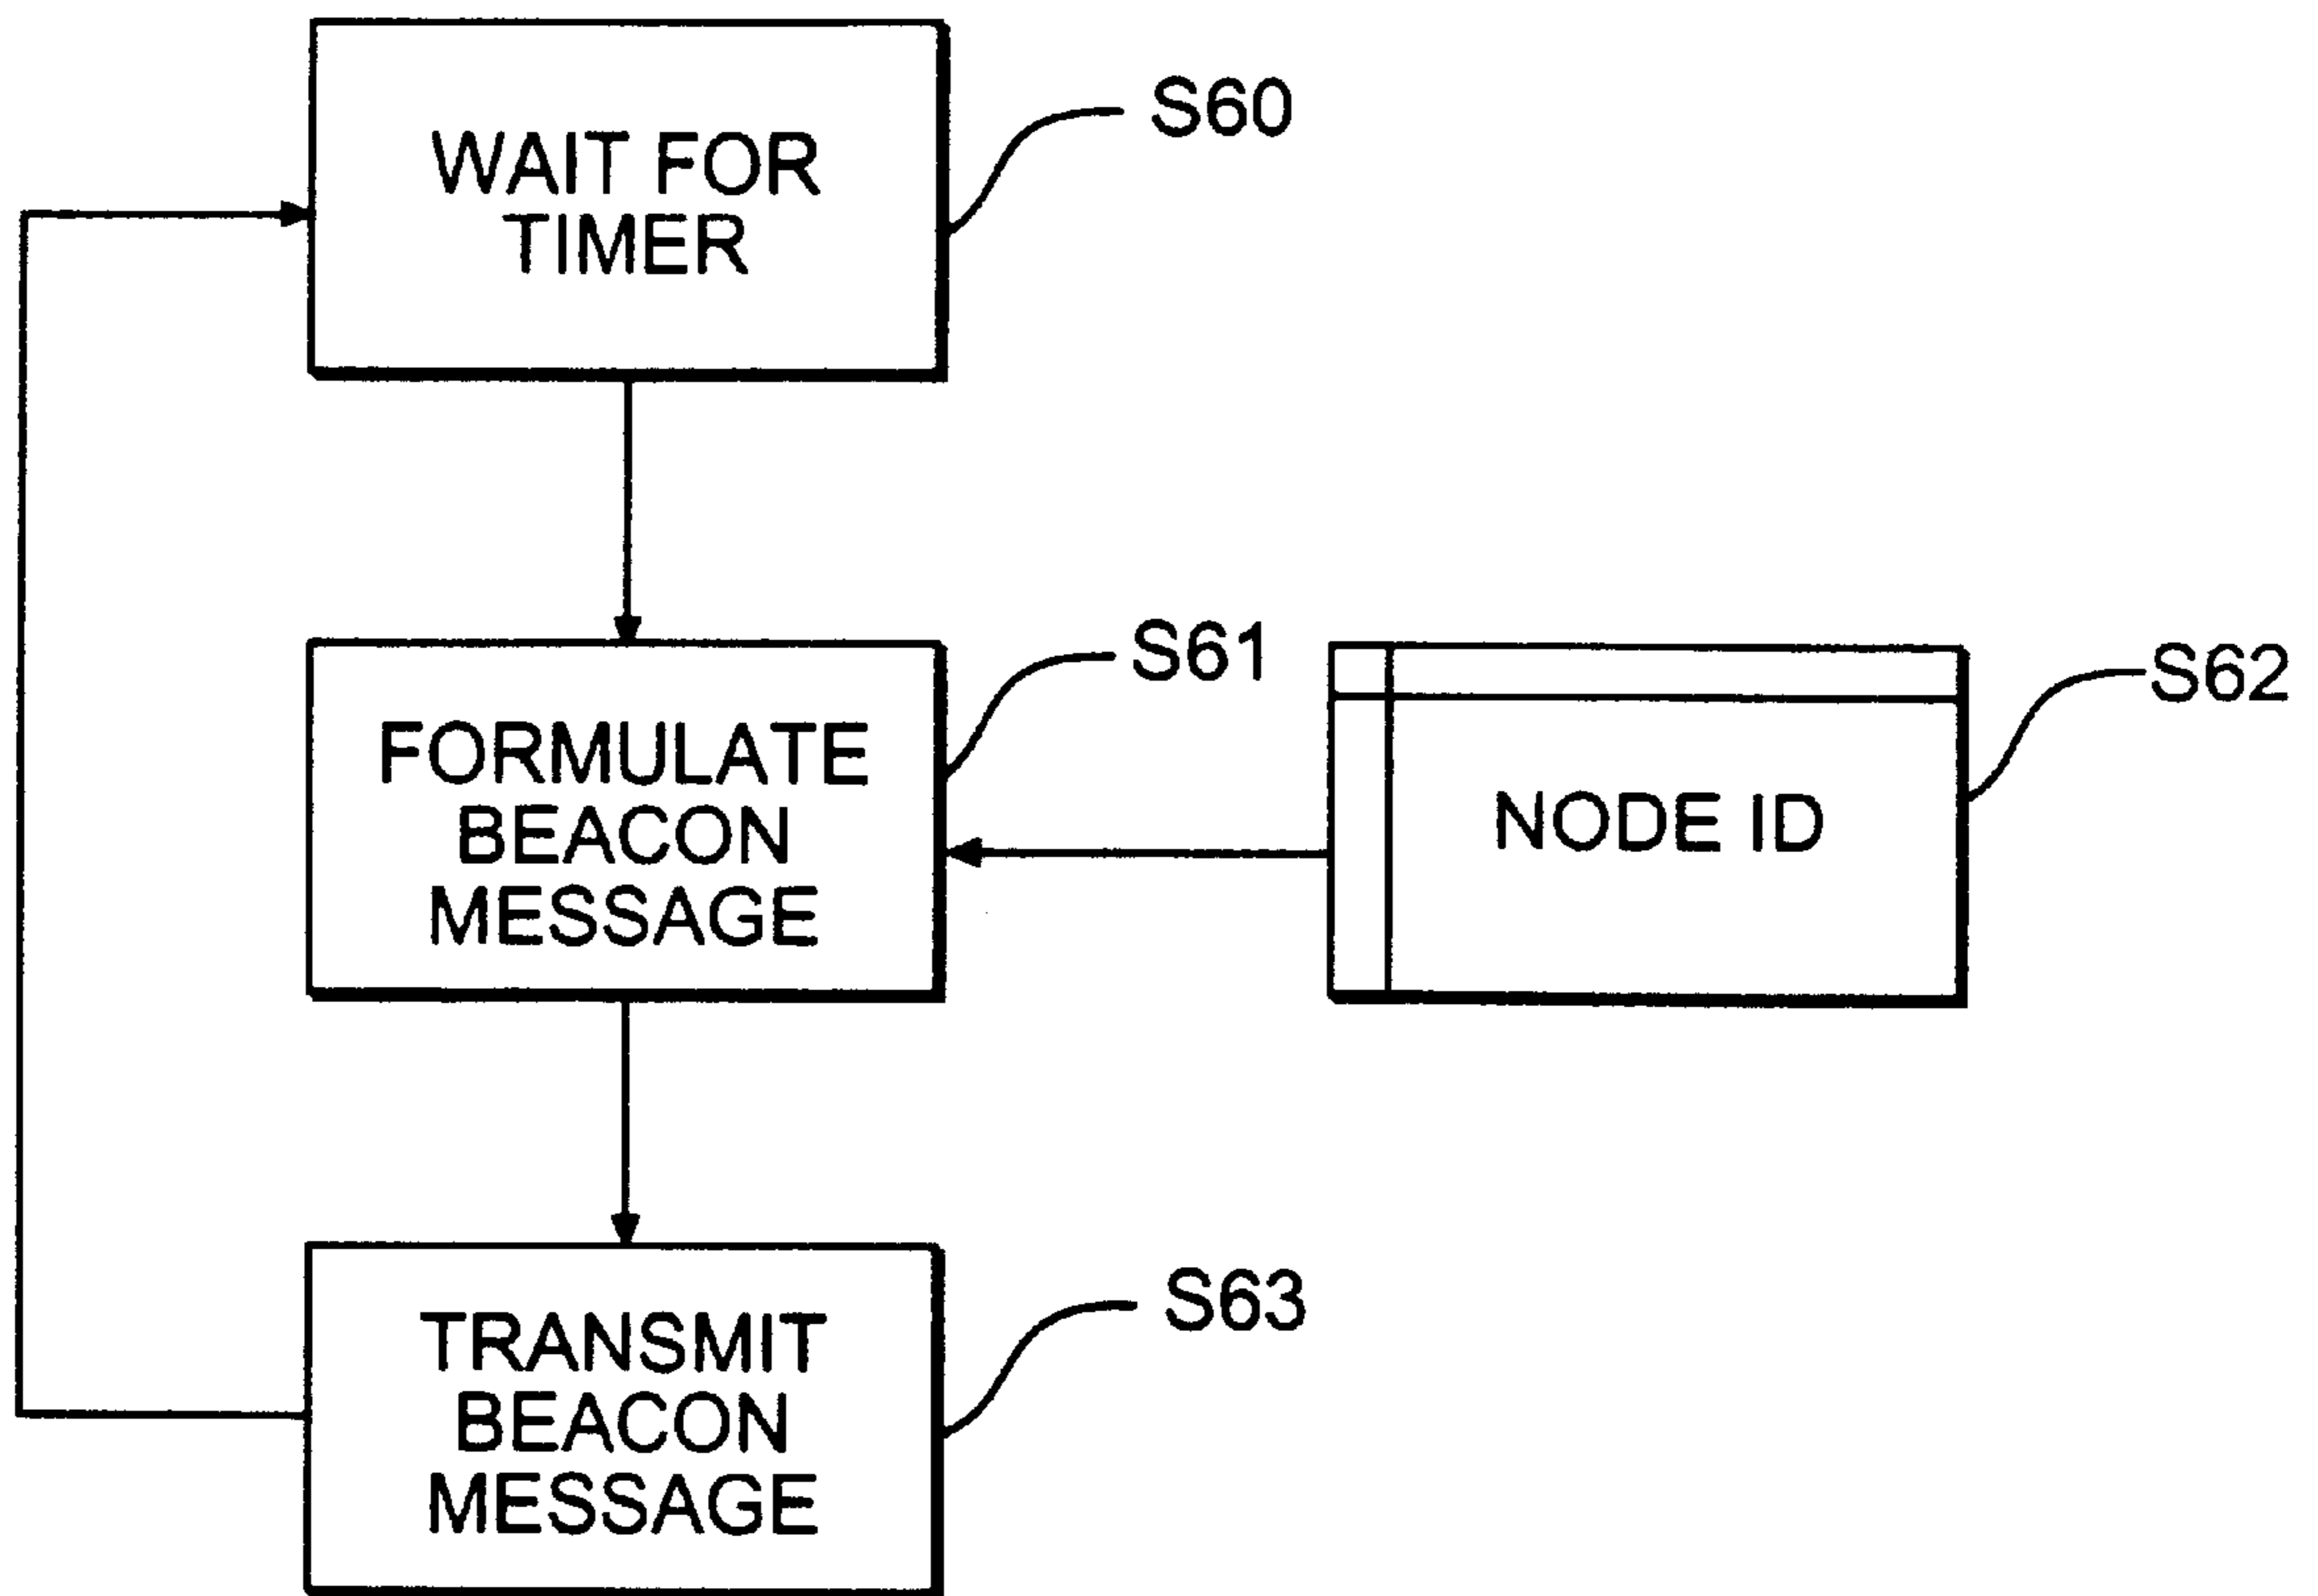 WAIT FOR
TIMER
S60
FORMULATE
BEACON
MESSAGE
S61
NODE ID
S62
TRANSMIT
BEACON
MESSAGE
S63